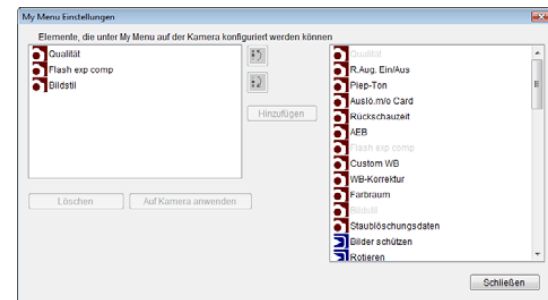 My Menu Einstellungen
Elemente, die unter My Menu auf der Kamera konfiguriert werden können
Qualität
Flash exp comp
Bildstil
Hinzufügen
Löschen
Auf Kamera anwenden
Qualität
R.Aug. Ein/Aus
Piep-Ton
Auslö.m/o Card
Rückschauzeit
AEB
Flash exp comp
Custom WB
WB-Korrektur
Farbraum
Bildstil
Staublöschungsdaten
Bilder schützen
Rotieren
Schließen